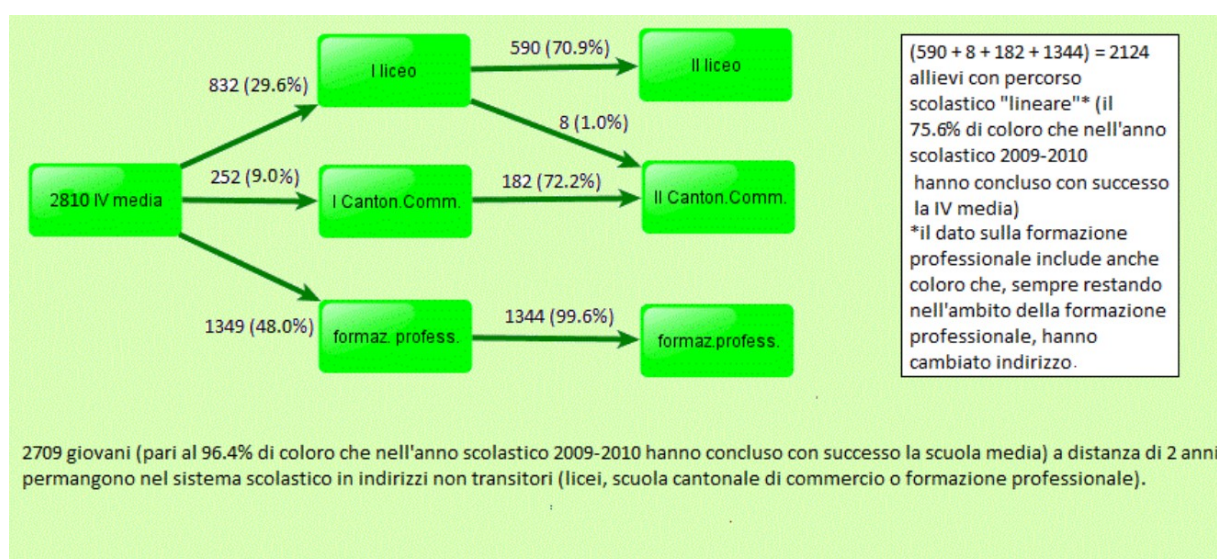 590 (70.9%)
I liceo
II liceo
832 (29.6%)
8 (1.0%)
252 (9.0%)
182 (72.2%)
2810 IV media
I Canton.Comm.
II Canton.Comm.
1349 (48.0%)
1344 (99.6%)
formaz. profess.
formaz.profess.
(590 + 8 + 182 + 1344) = 2124
allievi con percorso
scolastico "lineare"* (il
75.6% di coloro che nell'anno
scolastico 2009-2010
hanno concluso con successo
la IV media)
*il dato sulla formazione
professionale include anche
coloro che, sempre restando
nell'ambito della formazione
professionale, hanno
cambiato indirizzo.
2709 giovani (pari al 96.4% di coloro che nell'anno scolastico 2009-2010 hanno concluso con successo la scuola media) a distanza di 2 anni
permangono nel sistema scolastico in indirizzi non transitori (licei, scuola cantonale di commercio o formazione professionale).